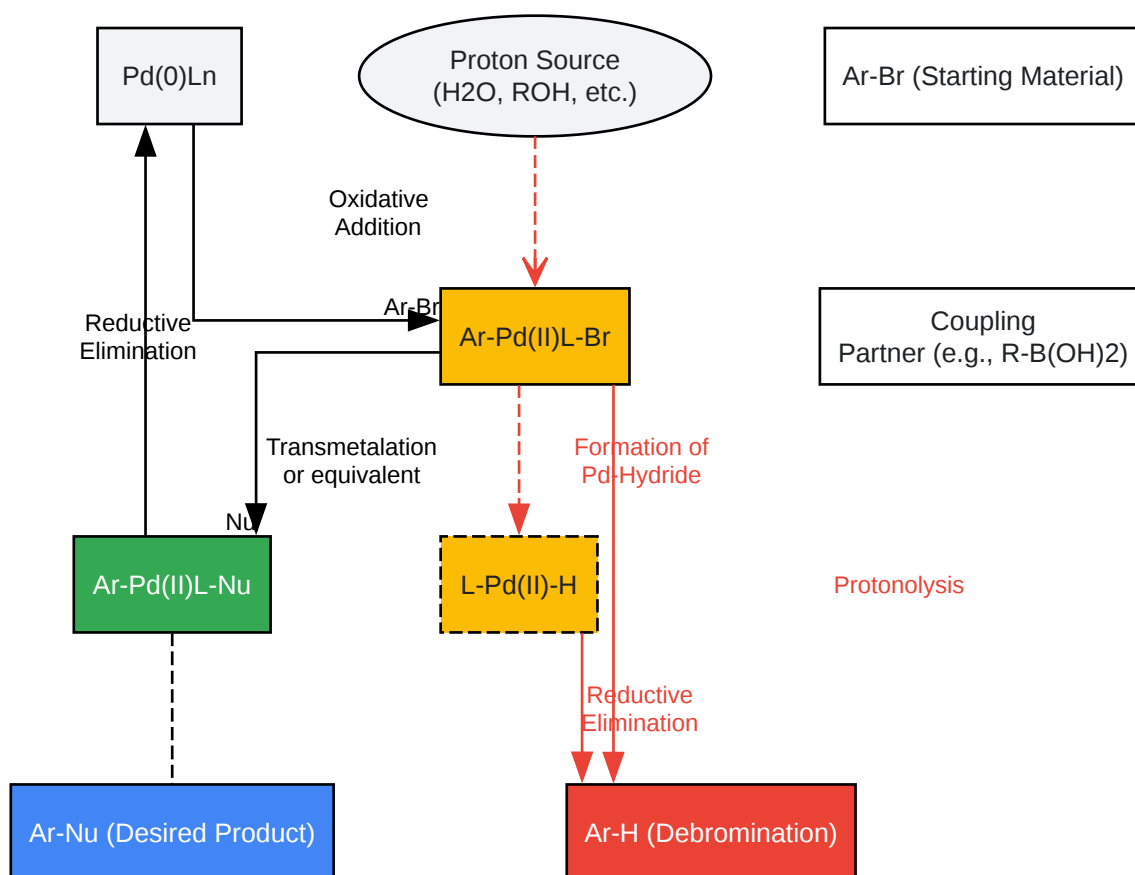 Pd(0)Ln
Proton Source
(H2O, ROH, etc.)
Ar-Br (Starting Material)
Oxidative
Addition
Ar-Br
Reductive
Elimination
Ar-Pd(II)L-Br
Coupling
Partner (e.g., R-B(OH)2)
Transmetalation
or equivalent
Formation of
Pd-Hydride
Nu
Ar-Pd(II)L-Nu
L-Pd(II)-H
Protonolysis
Reductive
Elimination
Ar-Nu (Desired Product)
Ar-H (Debromination)